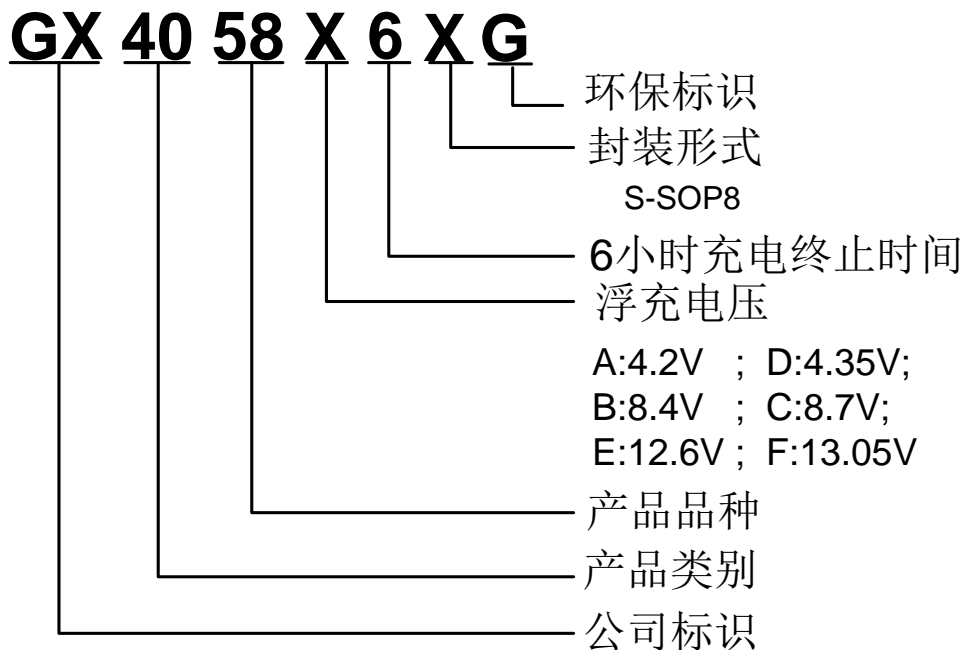 GX 40 58 X 6 X G
环保标识
封装形式
S-SOP8
6小时充电终止时间
浮充电压
A:4.2V ; D:4.35V;
B:8.4V ; C:8.7V;
E:12.6V ; F:13.05V
产品品种
产品类别
公司标识